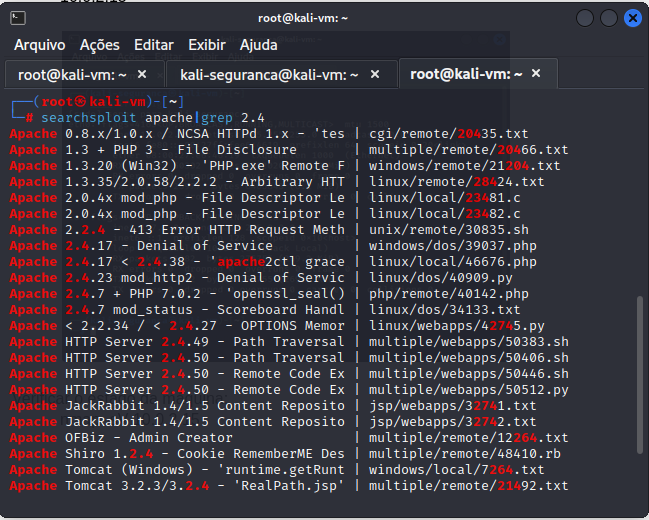 root@kali-vm: ~
Arquivo Ações Editar Exibir Ajuda
root@kali-vm: ~ × kali-seguranca@kali-vm: ~ × root@kali-vm: ~ ×
┌──(root㉿kali-vm)-[~]
└─# searchsploit apache|grep 2.4
Apache 0.8.x/1.0.x / NCSA HTTPd 1.x - 'tes | cgi/remote/20435.txt
Apache 1.3 + PHP 3 - File Disclosure | multiple/remote/20466.txt
Apache 1.3.20 (Win32) - 'PHP.exe' Remote F | windows/remote/21204.txt
Apache 1.3.35/2.0.58/2.2.2 - Arbitrary HTT | linux/remote/28424.txt
Apache 2.0.4x mod_php - File Descriptor Le | linux/local/23481.c
Apache 2.0.4x mod_php - File Descriptor Le | linux/local/23482.c
Apache 2.2.4 - 413 Error HTTP Request Meth | unix/remote/30835.sh
Apache 2.4.17 - Denial of Service | windows/dos/39037.php
Apache 2.4.17 < 2.4.38 - 'apache2ctl grace | linux/local/46676.php
Apache 2.4.23 mod_http2 - Denial of Servic | linux/dos/40909.py
Apache 2.4.7 + PHP 7.0.2 - 'openssl_seal() | php/remote/40142.php
Apache 2.4.7 mod_status - Scoreboard Handl | linux/dos/34133.txt
Apache < 2.2.34 / < 2.4.27 - OPTIONS Memor | linux/webapps/42745.py
Apache HTTP Server 2.4.49 - Path Traversal | multiple/webapps/50383.sh
Apache HTTP Server 2.4.50 - Path Traversal | multiple/webapps/50406.sh
Apache HTTP Server 2.4.50 - Remote Code Ex | multiple/webapps/50446.sh
Apache HTTP Server 2.4.50 - Remote Code Ex | multiple/webapps/50512.py
Apache JackRabbit 1.4/1.5 Content Reposito | jsp/webapps/32741.txt
Apache JackRabbit 1.4/1.5 Content Reposito | jsp/webapps/32742.txt
Apache OFBiz - Admin Creator | multiple/remote/12264.txt
Apache Shiro 1.2.4 - Cookie RememberME Des | multiple/remote/48410.rb
Apache Tomcat (Windows) - 'runtime.getRunt | windows/local/7264.txt
Apache Tomcat 3.2.3/3.2.4 - 'RealPath.jsp' | multiple/remote/21492.txt